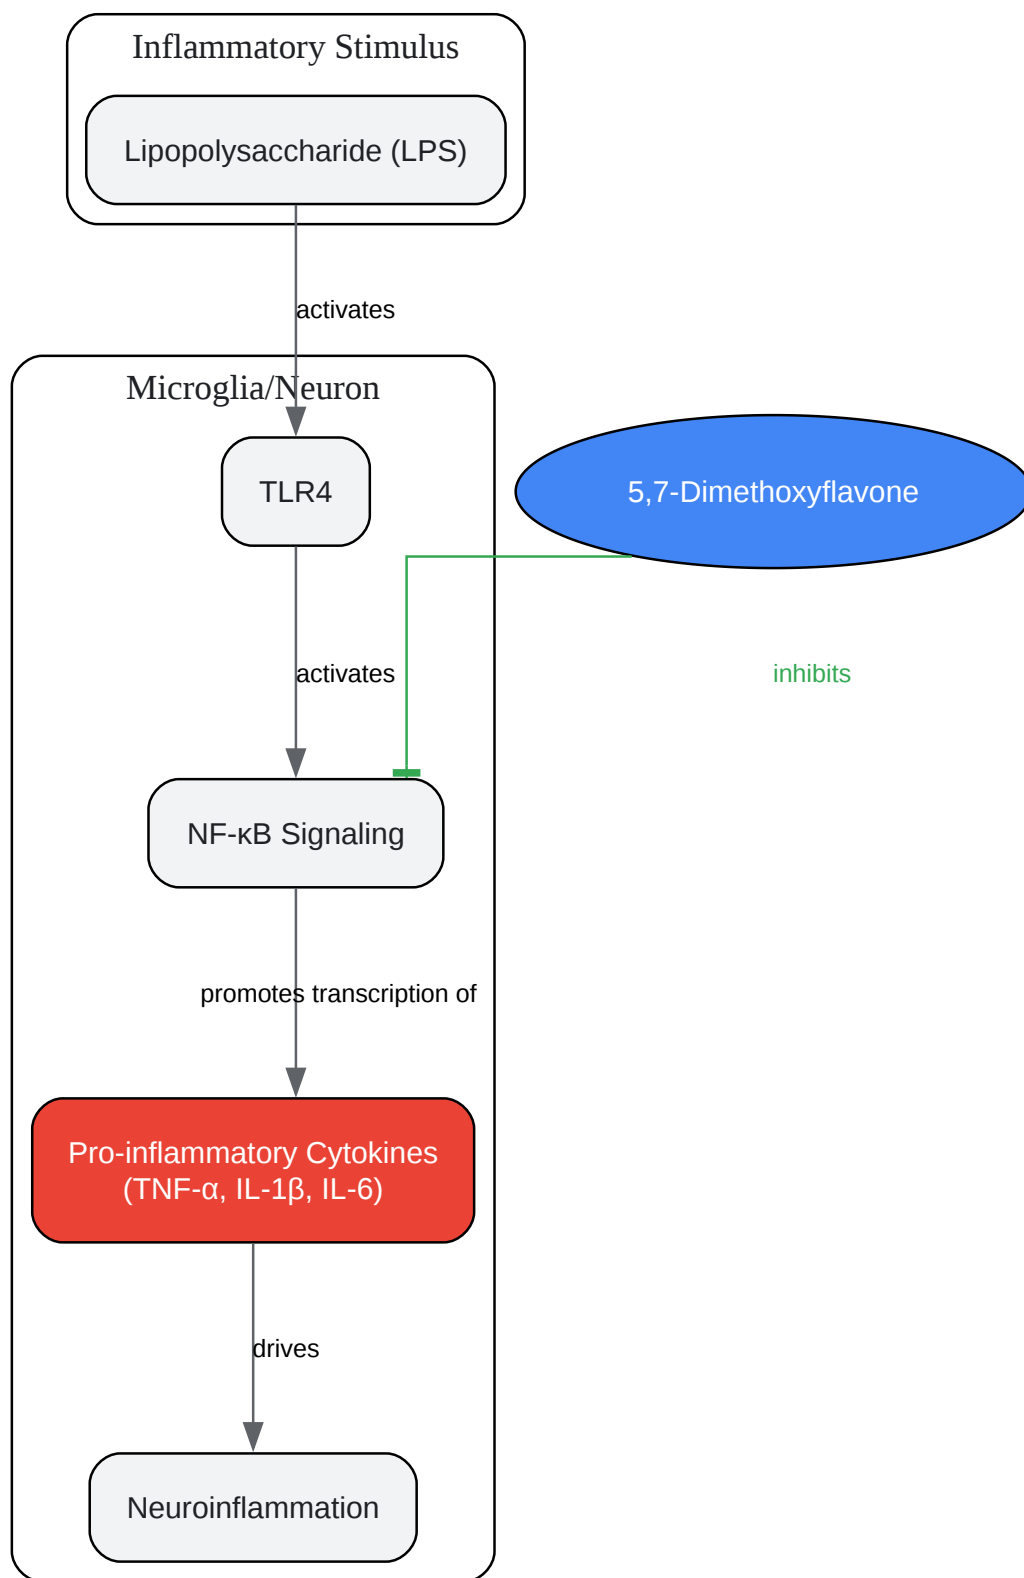 Inflammatory Stimulus
Lipopolysaccharide (LPS)
activates
Microglia/Neuron
TLR4
5,7-Dimethoxyflavone
activates
inhibits
NF-κB Signaling
promotes transcription of
Pro-inflammatory Cytokines
(TNF-α, IL-1β, IL-6)
drives
Neuroinflammation